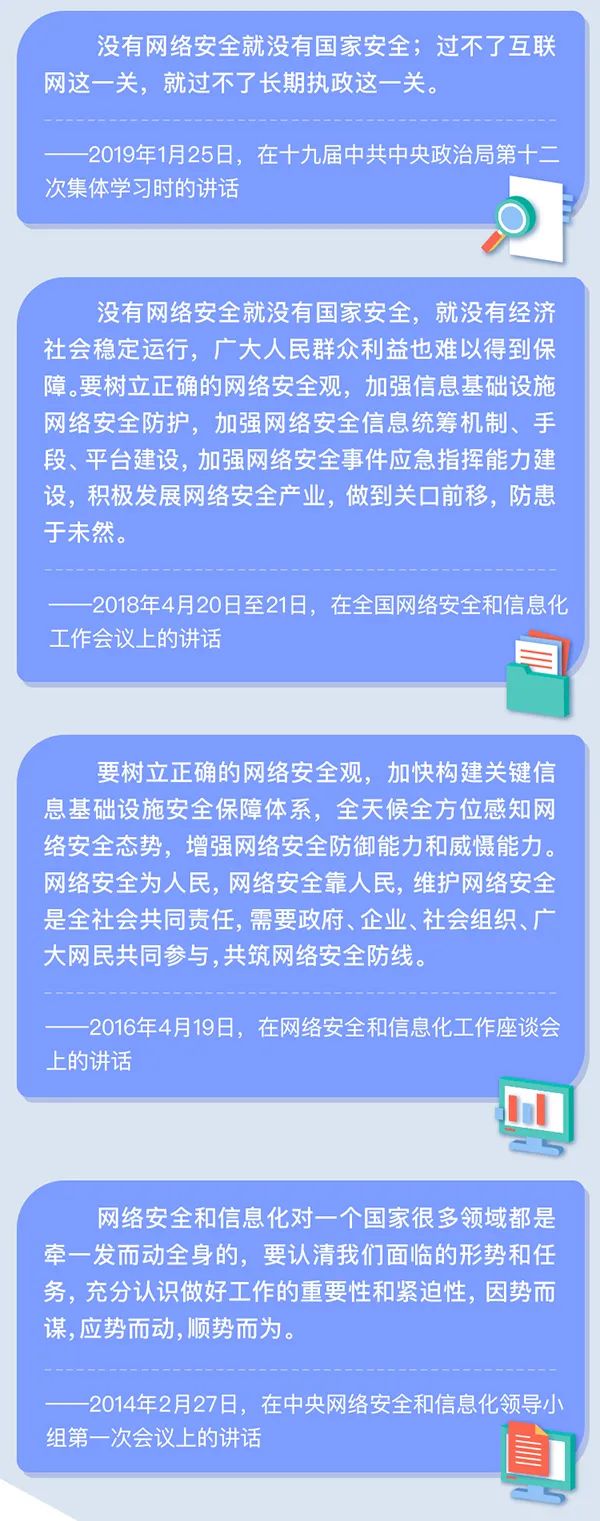 没有网络安全就没有国家安全；过不了互联
网这一关，就过不了长期执政这一关。
——2019年1月25日，在十九届中共中央政治局第十二
次集体学习时的讲话
没有网络安全就没有国家安全，就没有经济
社会稳定运行，广大人民群众利益也难以得到保
障。要树立正确的网络安全观，加强信息基础设施
网络安全防护，加强网络安全信息统筹机制、手
段、平台建设，加强网络安全事件应急指挥能力建
设，积极发展网络安全产业，做到关口前移，防患
于未然。
——2018年4月20日至21日，在全国网络安全和信息化
工作会议上的讲话
要树立正确的网络安全观，加快构建关键信
息基础设施安全保障体系，全天候全方位感知网
络安全态势，增强网络安全防御能力和威慑能力。
网络安全为人民，网络安全靠人民，维护网络安全
是全社会共同责任，需要政府、企业、社会组织、广
大网民共同参与，共筑网络安全防线。
——2016年4月19日，在网络安全和信息化工作座谈会
上的讲话
网络安全和信息化对一个国家很多领域都是
牵一发而动全身的，要认清我们面临的形势和任
务，充分认识做好工作的重要性和紧迫性，因势而
谋，应势而动，顺势而为。
——2014年2月27日，在中央网络安全和信息化领导小
组第一次会议上的讲话